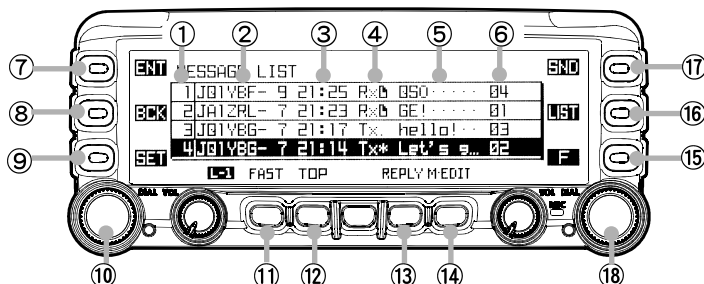 ① ② ③ ④ ⑤ ⑥
⑦ ENT MESSAGE LIST SND ⑰
1 JQ1YBF- 9 21:25 Rx QSO····· 04
⑧ BCK 2 JA1ZRL- 7 21:23 Rx GE!····· 01 LIST ⑯
3 JQ1YBG- 7 21:17 Tx. hello!·· 03
⑨ SET 4 JQ1YBG- 7 21:14 Tx* Let's g… 02 F ⑮
L-1 FAST TOP REPLY M-EDIT
DIAL VOL VOL DIAL
REC
⑩ ⑪ ⑫ ⑬ ⑭ ⑱